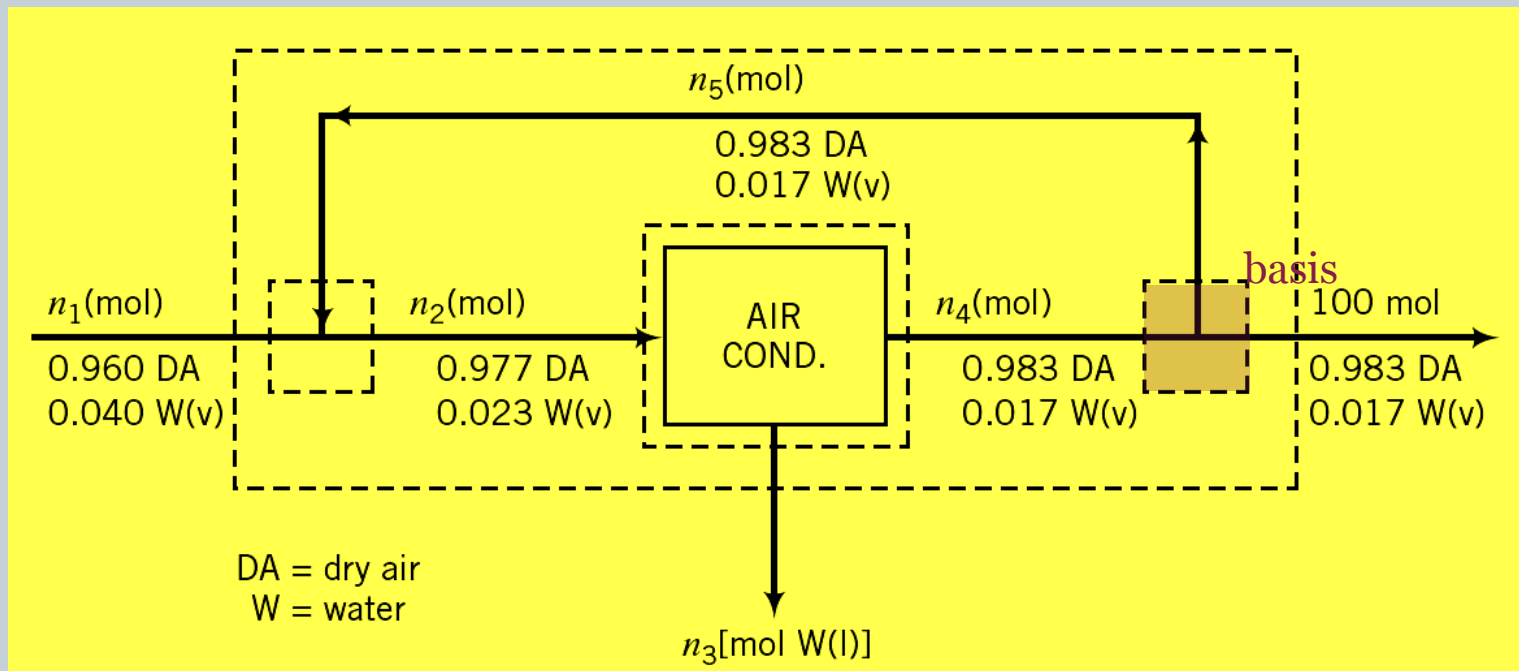 n5(mol)
0.983 DA
0.017 W(v)
basis
n1(mol)
n2(mol)
AIR
COND.
n4(mol)
100 mol
0.960 DA
0.040 W(v)
0.977 DA
0.023 W(v)
0.983 DA
0.017 W(v)
0.983 DA
0.017 W(v)
DA = dry air
W = water
n3[mol W(l)]